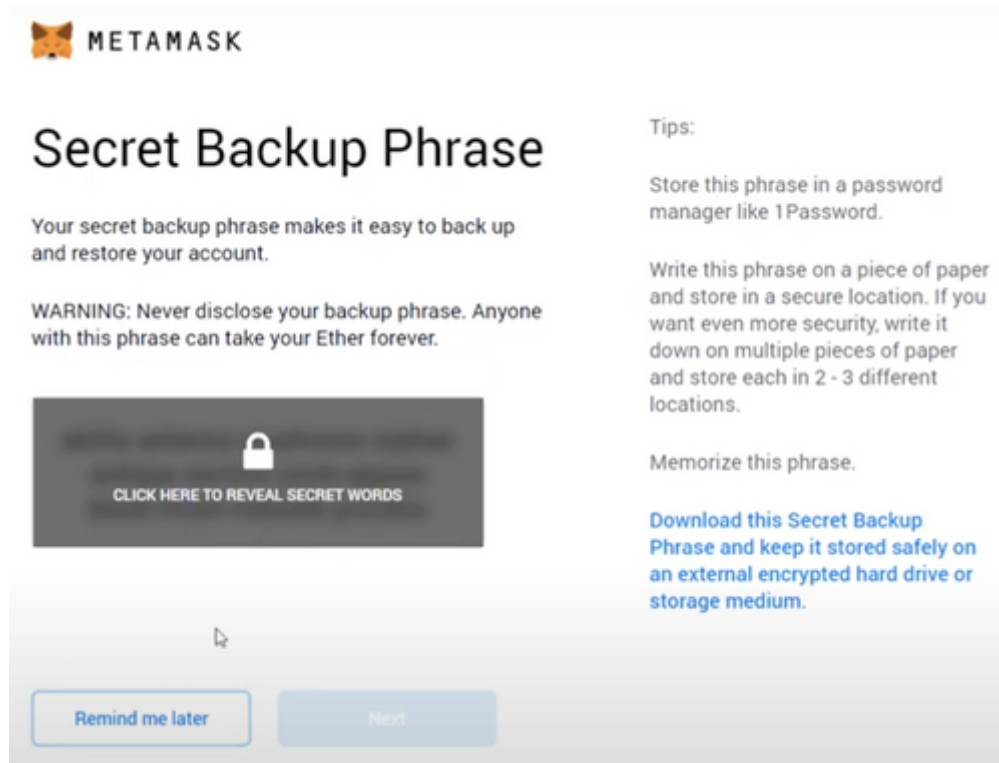 METAMASK
Secret Backup Phrase
Your secret backup phrase makes it easy to back up
and restore your account.
WARNING: Never disclose your backup phrase. Anyone
with this phrase can take your Ether forever.
CLICK HERE TO REVEAL SECRET WORDS
Remind me later
Next
Tips:
Store this phrase in a password
manager like 1Password.
Write this phrase on a piece of paper
and store in a secure location. If you
want even more security, write it
down on multiple pieces of paper
and store each in 2 - 3 different
locations.
Memorize this phrase.
Download this Secret Backup
Phrase and keep it stored safely on
an external encrypted hard drive or
storage medium.